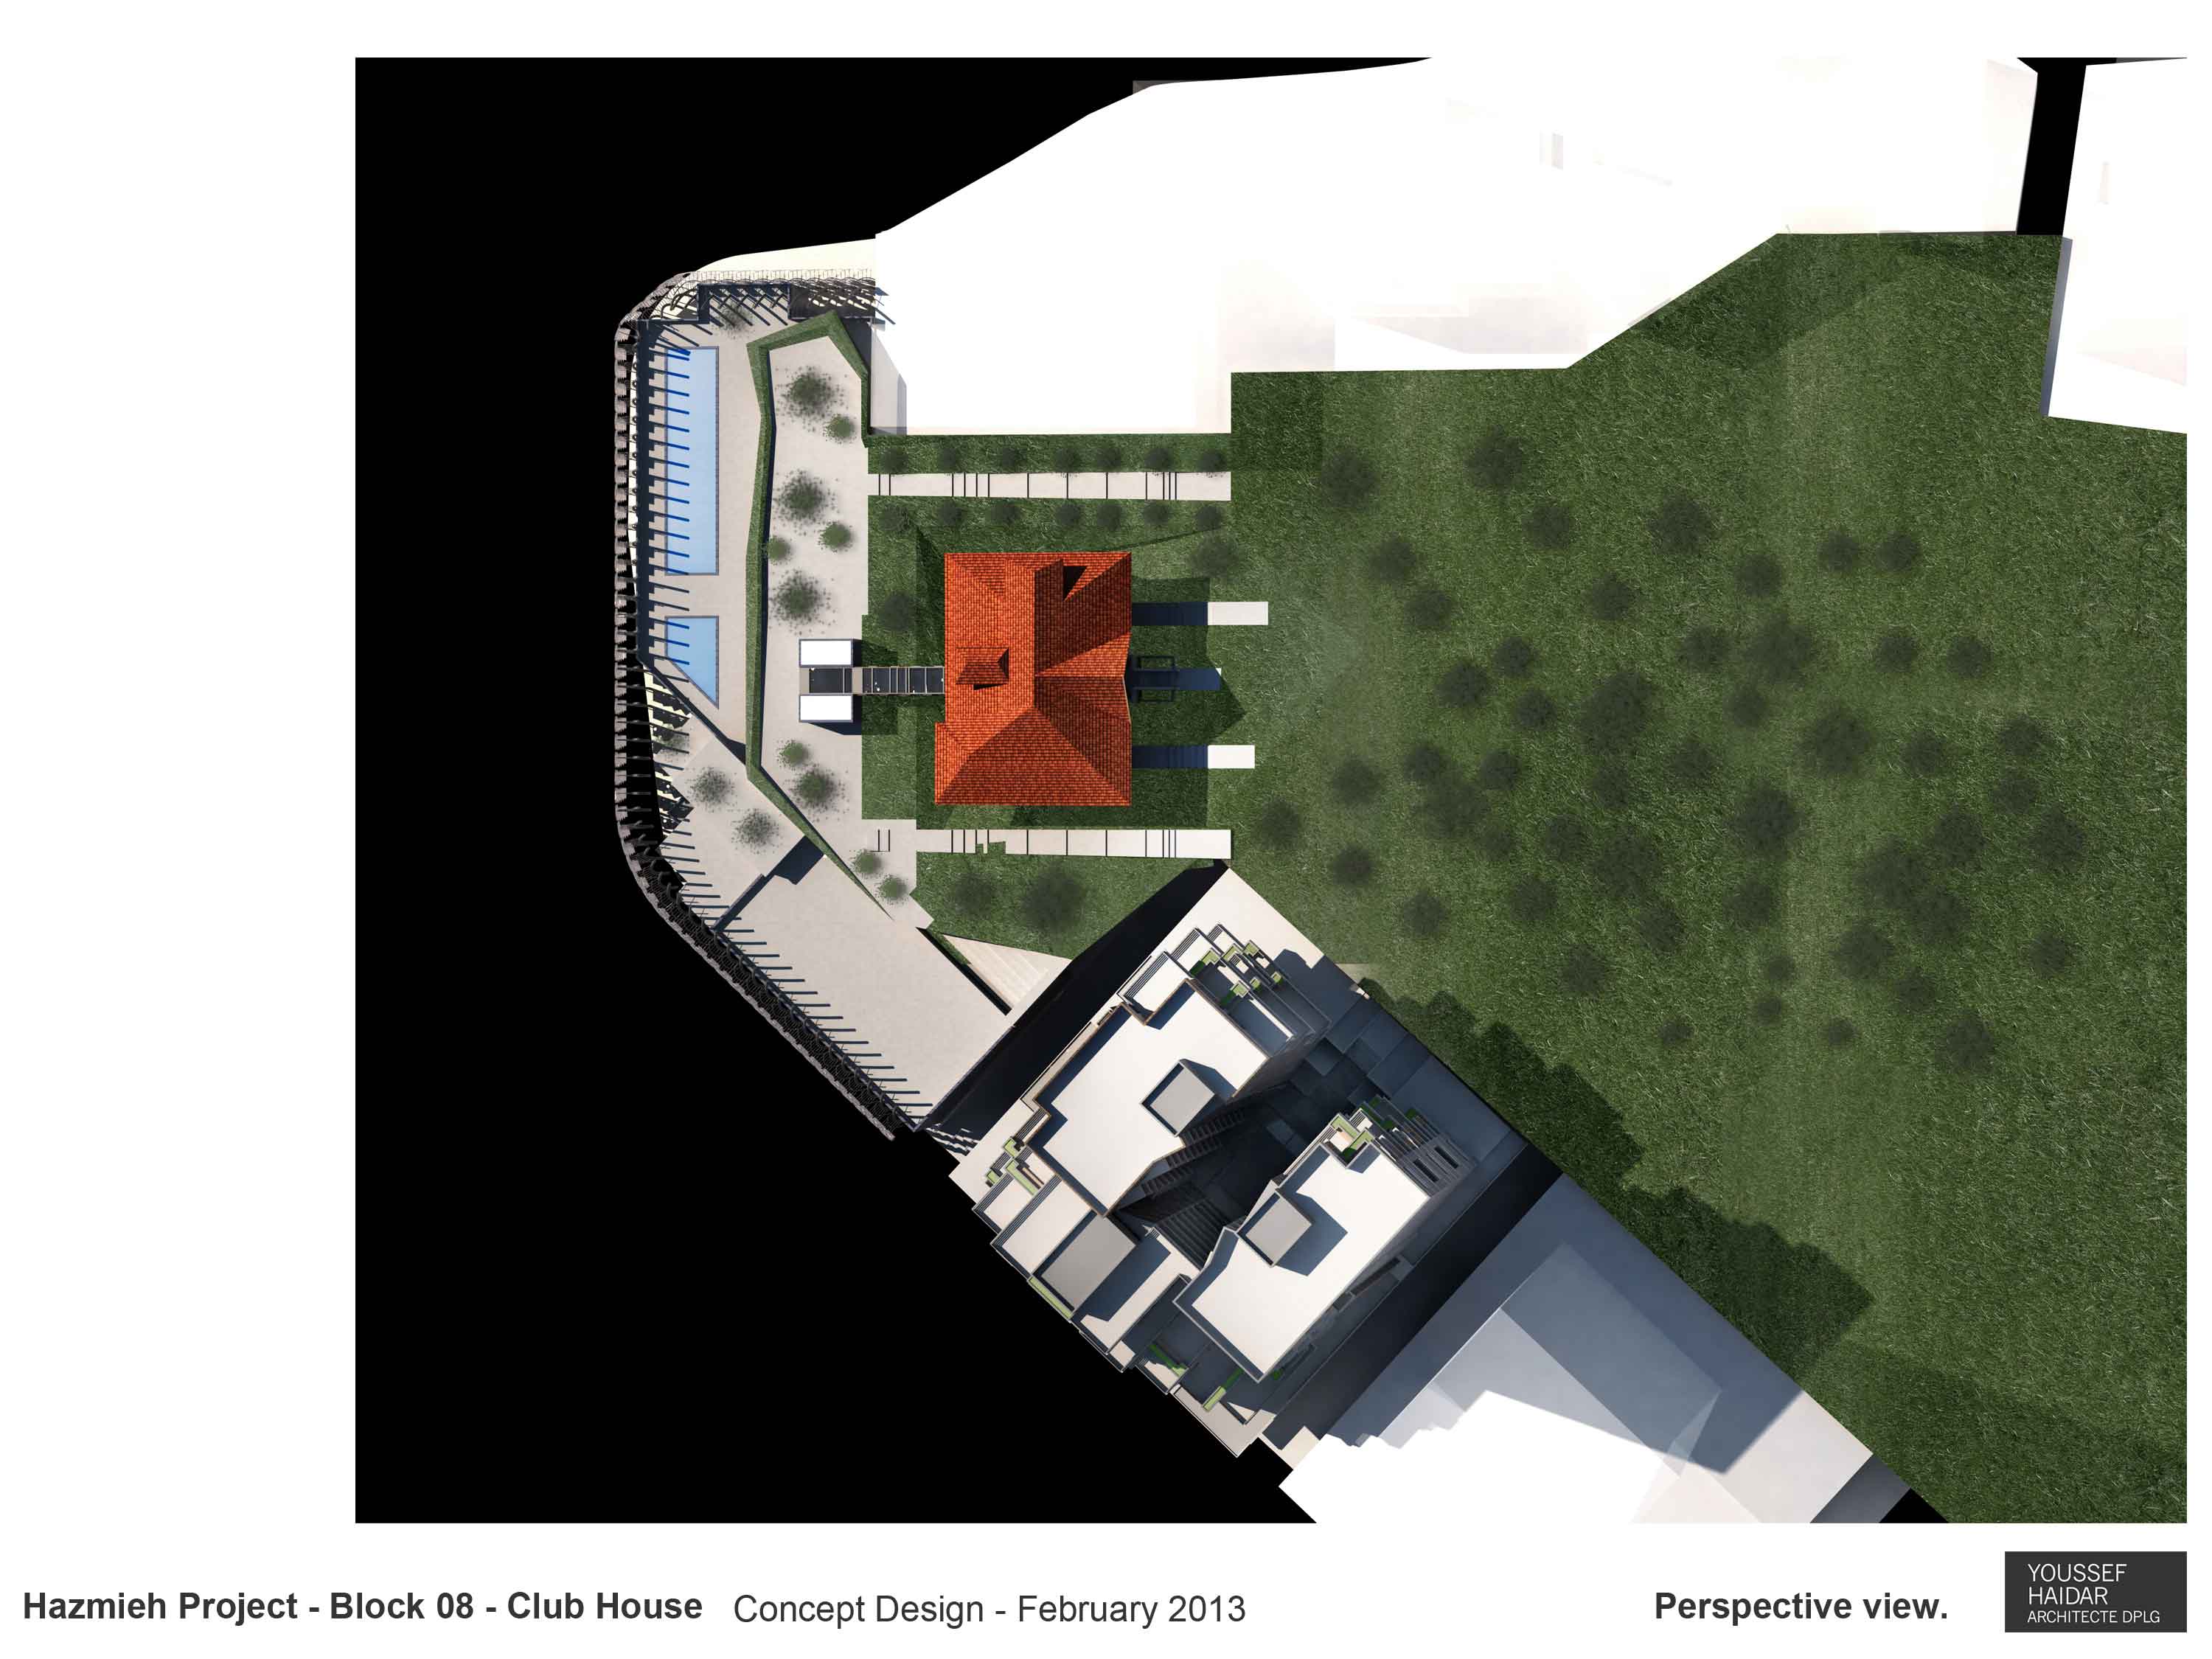 Hazmieh Project - Block 08 - Club House Concept Design - February 2013 Perspective view.
YOUSSEF
HAIDAR
ARCHITECTE DPLG